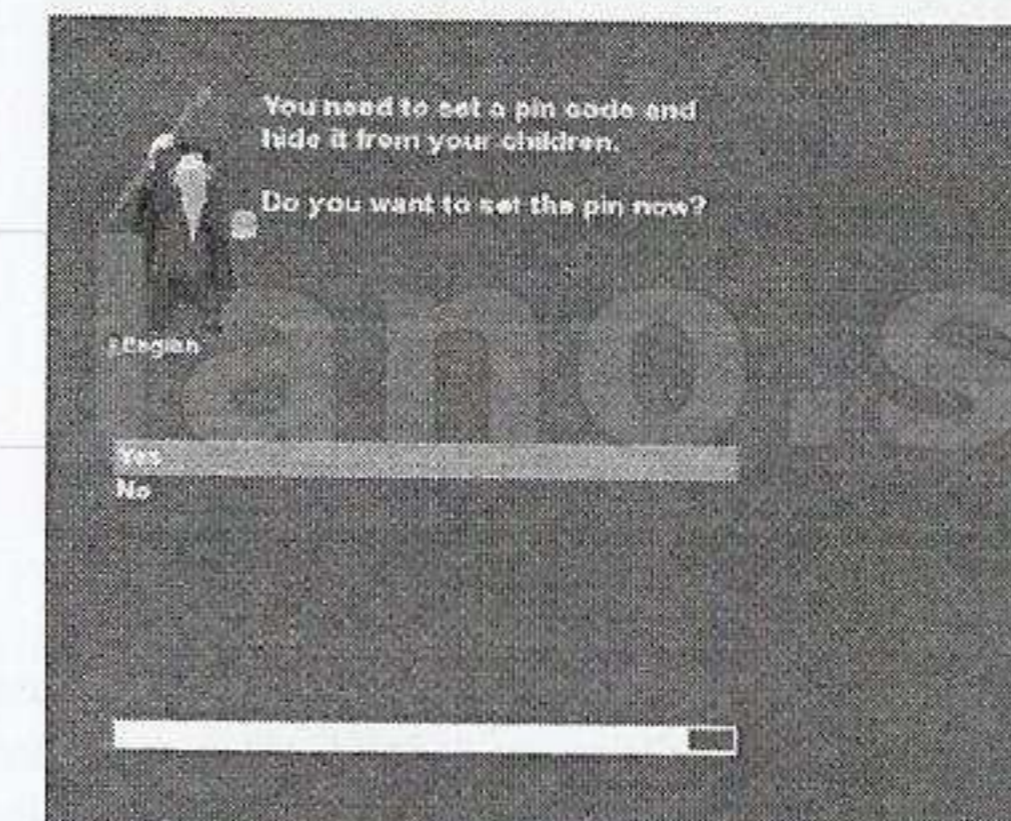 You need to set a pin code and
hide it from your children.
Do you want to set the pin now?
English
Yes
No
ano.s